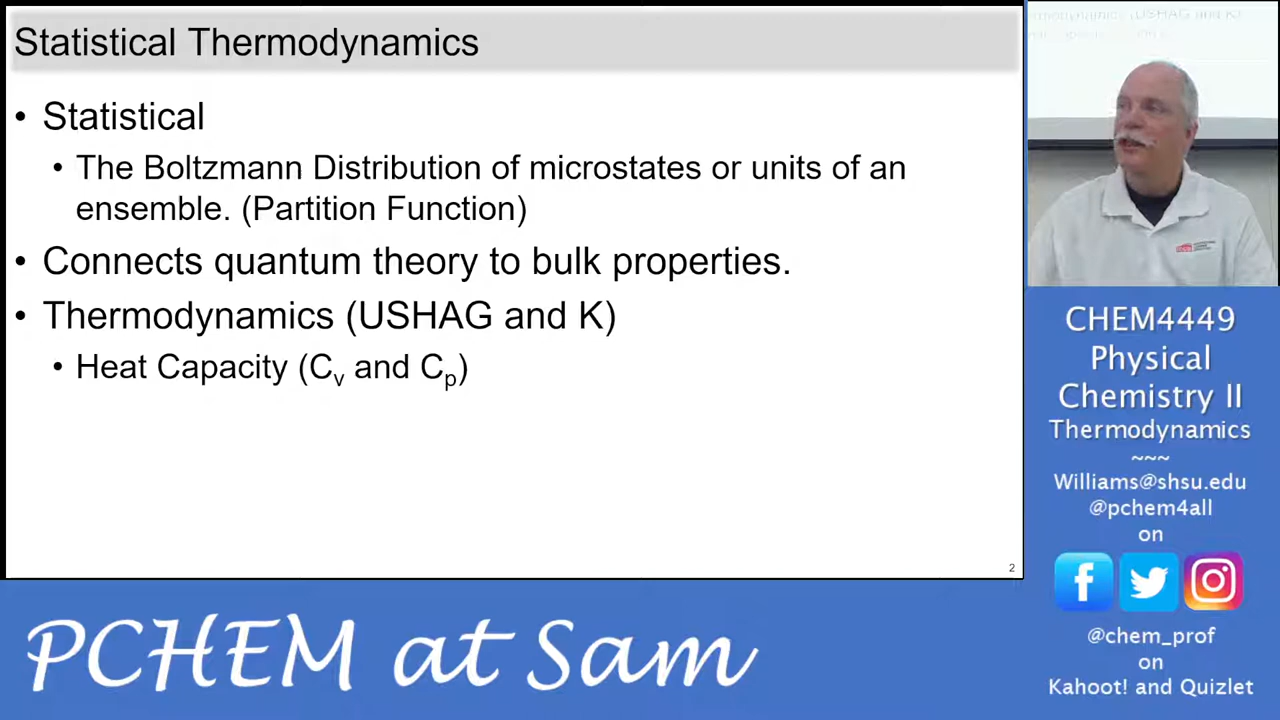 Statistical Thermodynamics
• Statistical
• The Boltzmann Distribution of microstates or units of an
ensemble. (Partition Function)
• Connects quantum theory to bulk properties.
• Thermodynamics (USHAG and K)
• Heat Capacity (Cv and Cp)
2
CHEM4449
Physical
Chemistry II
Thermodynamics
~~~
Williams@shsu.edu
@pchem4all
on
@chem_prof
on
Kahoot! and Quizlet
PCHEM at Sam